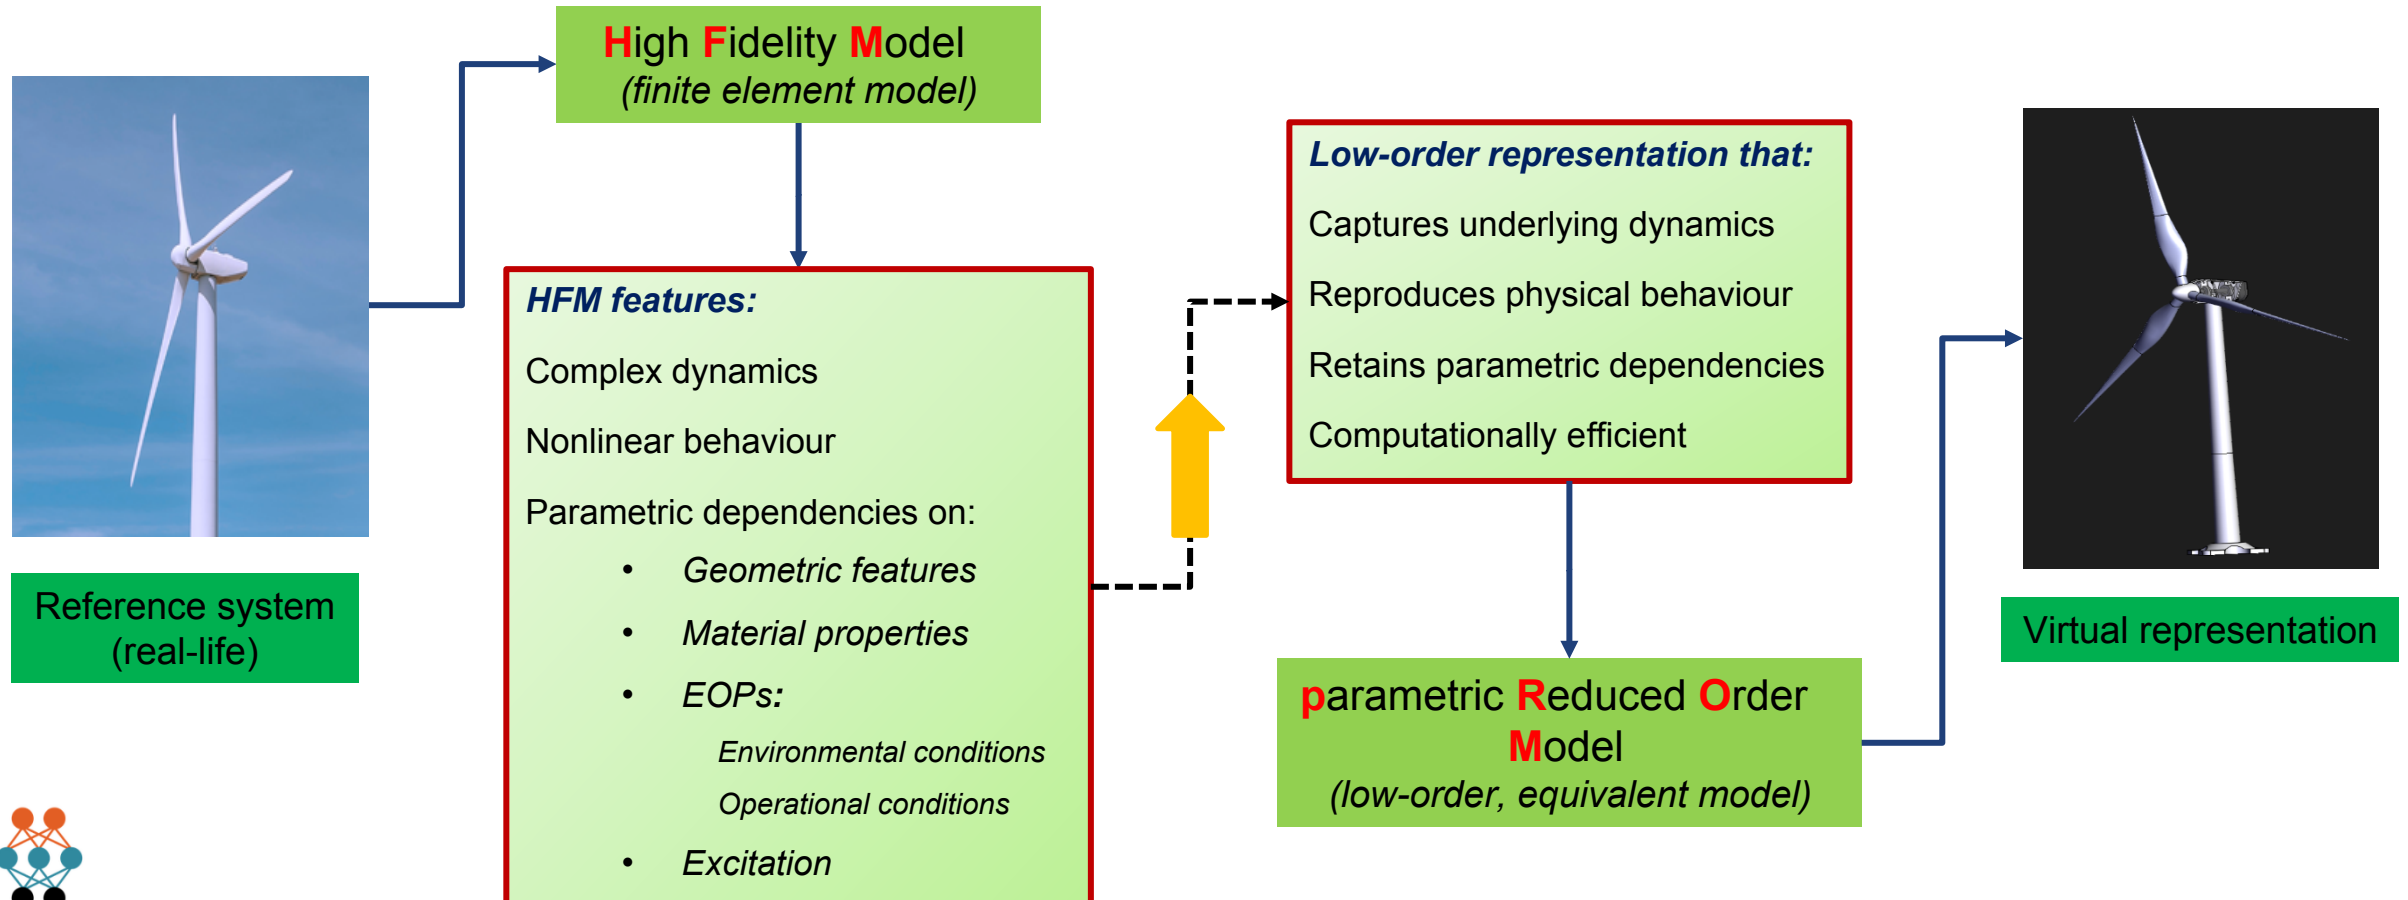 High Fidelity Model
(finite element model)
Reference system
(real-life)
HFM features:
Complex dynamics
Nonlinear behaviour
Parametric dependencies on:
• Geometric features
• Material properties
• EOPs:
Environmental conditions
Operational conditions
• Excitation
Low-order representation that:
Captures underlying dynamics
Reproduces physical behaviour
Retains parametric dependencies
Computationally efficient
parametric Reduced Order
Model
(low-order, equivalent model)
Virtual representation